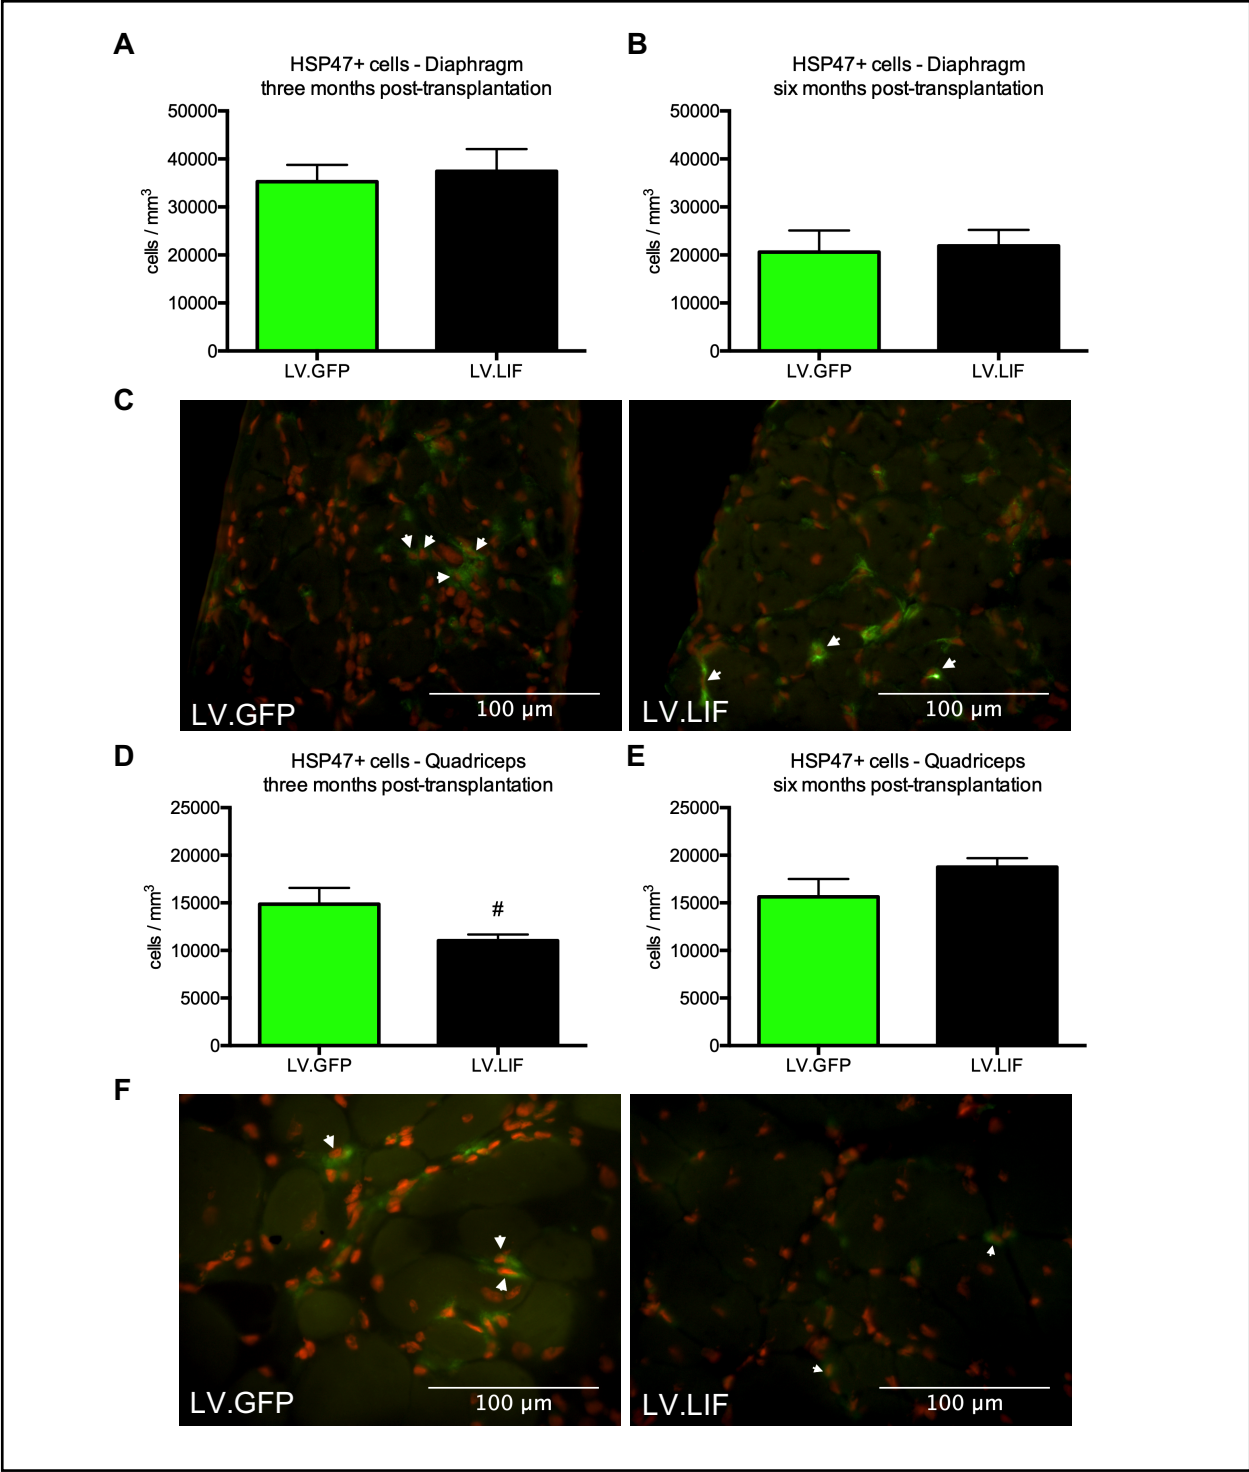 A
HSP47+ cells - Diaphragm
three months post-transplantation
50000
40000
30000
20000
10000
0
cells / mm³
LV.GFP
LV.LIF
B
HSP47+ cells - Diaphragm
six months post-transplantation
50000
40000
30000
20000
10000
0
cells / mm³
LV.GFP
LV.LIF
C
100 µm
LV.GFP
100 µm
LV.LIF
D
HSP47+ cells - Quadriceps
three months post-transplantation
25000
20000
15000
10000
5000
0
cells / mm³
#
LV.GFP
LV.LIF
E
HSP47+ cells - Quadriceps
six months post-transplantation
25000
20000
15000
10000
5000
0
cells / mm³
LV.GFP
LV.LIF
F
100 µm
LV.GFP
100 µm
LV.LIF